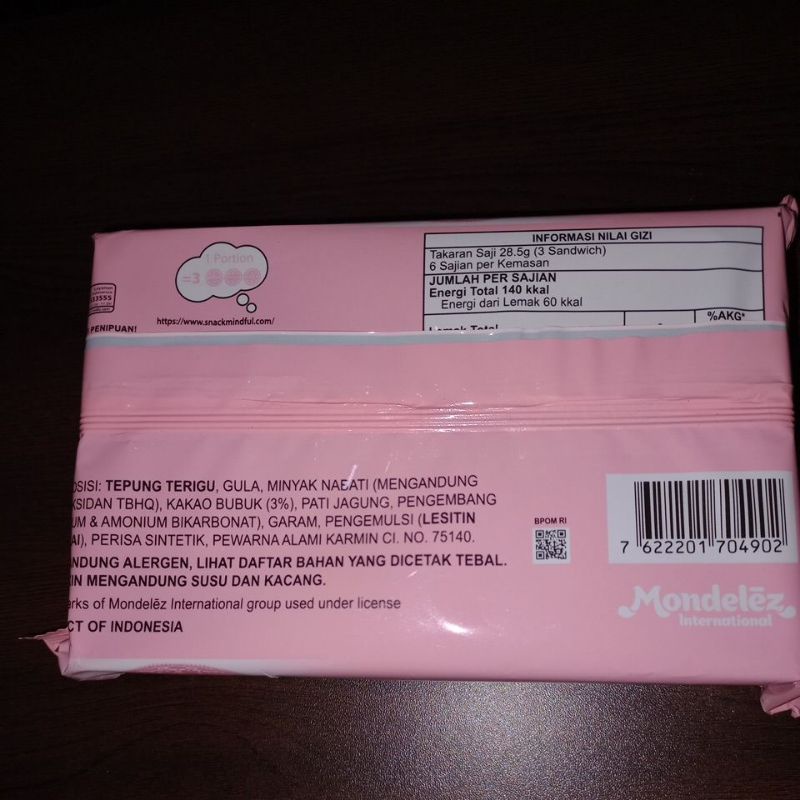 1 Portion
=3
https://www.snackmindful.com/
PENIPUAN!
INFORMASI NILAI GIZI
Takaran Saji 28.5g (3 Sandwich)
6 Sajian per Kemasan
JUMLAH PER SAJIAN
Energi Total 140 kkal
Energi dari Lemak 60 kkal
%AKG*
Lemak Total
OSISI: TEPUNG TERIGU, GULA, MINYAK NABATI (MENGANDUNG
KSIDAN TBHQ), KAKAO BUBUK (3%), PATI JAGUNG, PENGEMBANG
UM & AMONIUM BIKARBONAT), GARAM, PENGEMULSI (LESITIN
AI), PERISA SINTETIK, PEWARNA ALAMI KARMIN CI. NO. 75140.
NDUNG ALERGEN, LIHAT DAFTAR BAHAN YANG DICETAK TEBAL.
IN MENGANDUNG SUSU DAN KACANG.
arks of Mondelēz International group used under license
CT OF INDONESIA
BPOM RI
7 622201 704902
Mondelēz
International